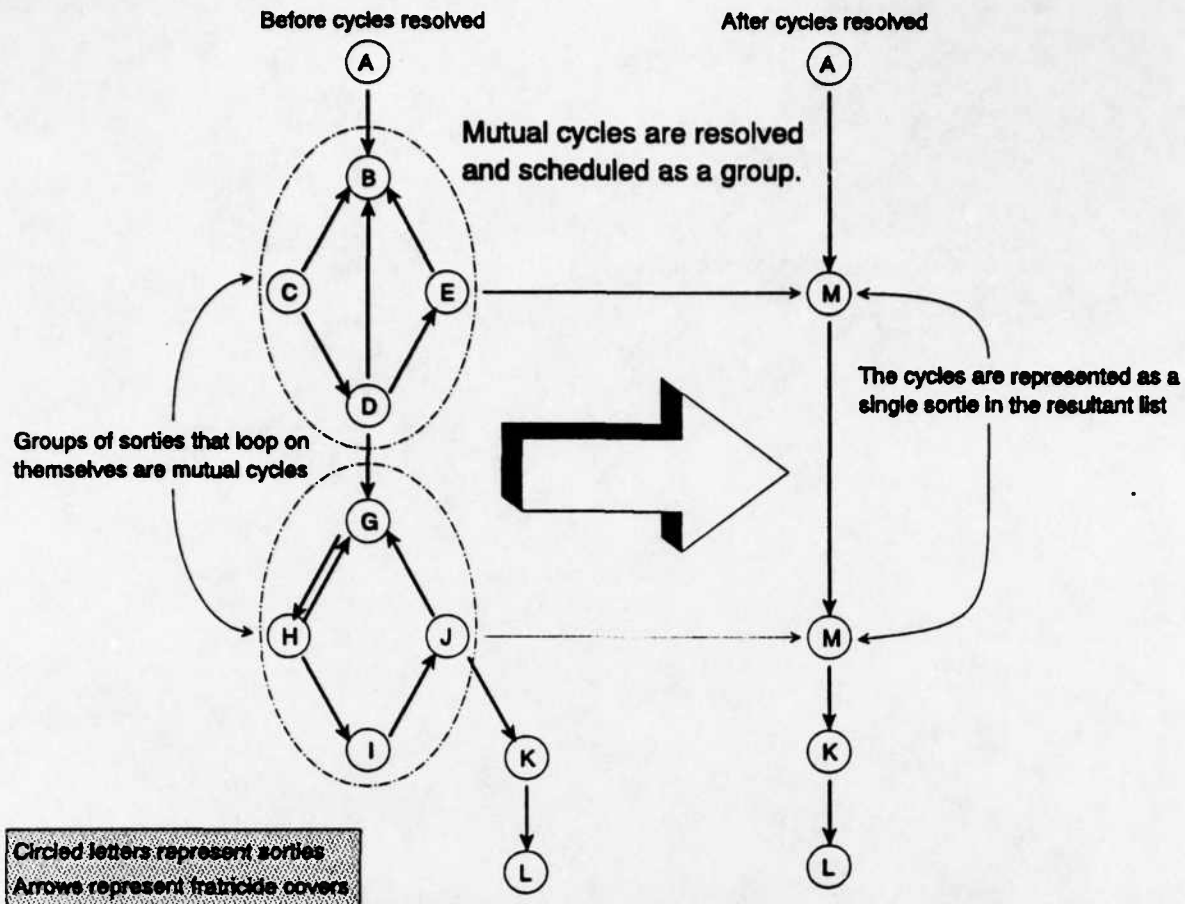 Before cycles resolved
After cycles resolved
A
A
Mutual cycles are resolved
and scheduled as a group.
B
C
E
M
D
The cycles are represented as a
single sortie in the resultant list
Groups of sorties that loop on
themselves are mutual cycles
G
H
J
M
I
K
K
L
L
Circled letters represent sorties
Arrows represent fratricide covers